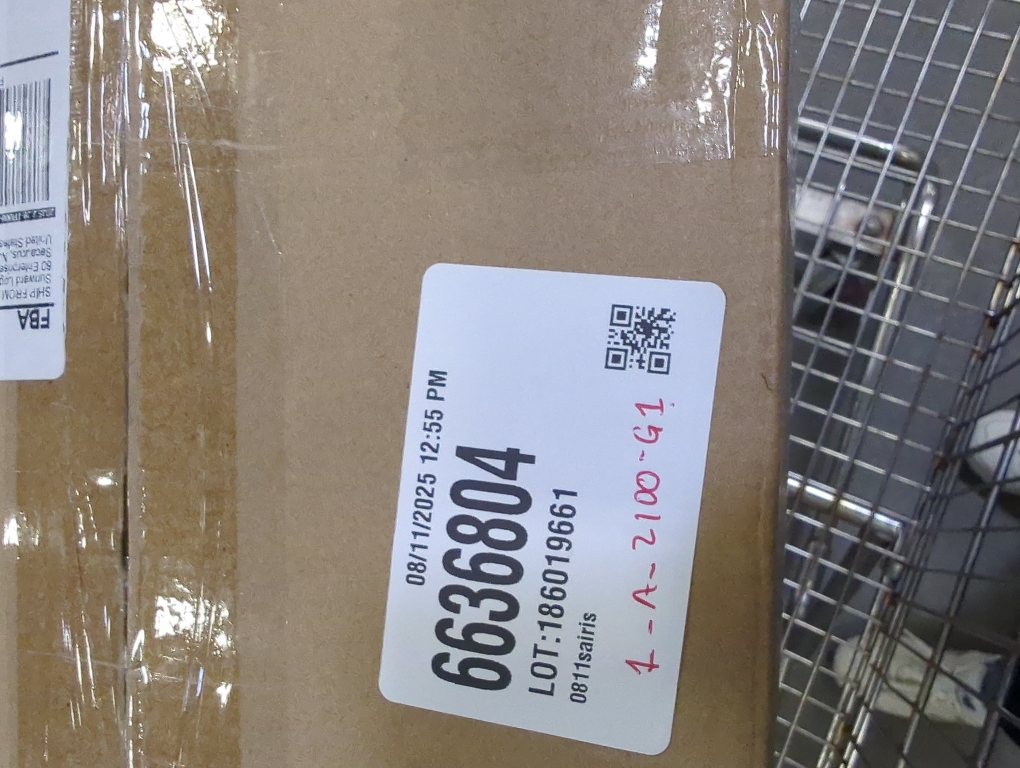 08/11/2025 12:55 PM
6636804
LOT:186019661
0811sairis
1-A-2100-G1
FBA
SHIP FROM
United States